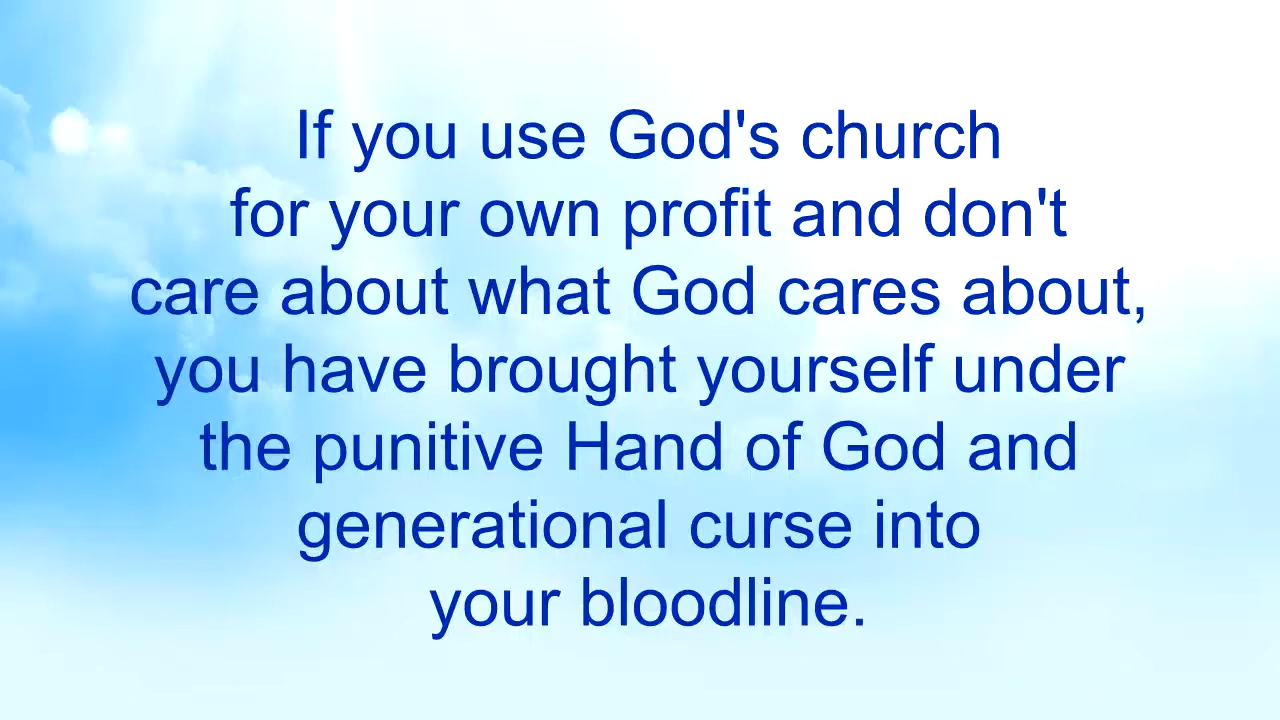 If you use God's church
for your own profit and don't
care about what God cares about,
you have brought yourself under
the punitive Hand of God and
generational curse into
your bloodline.